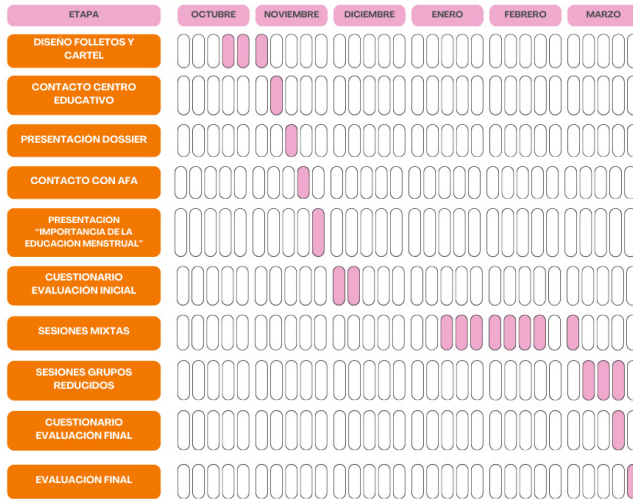 ETAPA
OCTUBRE
NOVIEMBRE
DICIEMBRE
ENERO
FEBRERO
MARZO
DISEÑO FOLLETOS Y
CARTEL
CONTACTO CENTRO
EDUCATIVO
PRESENTACIÓN DOSSIER
CONTACTO CON AFA
PRESENTACIÓN
"IMPORTANCIA DE LA
EDUCACIÓN MENSTRUAL"
CUESTIONARIO
EVALUACIÓN INICIAL
SESIONES MIXTAS
SESIONES GRUPOS
REDUCIDOS
CUESTIONARIO
EVALUACIÓN FINAL
EVALUACIÓN FINAL